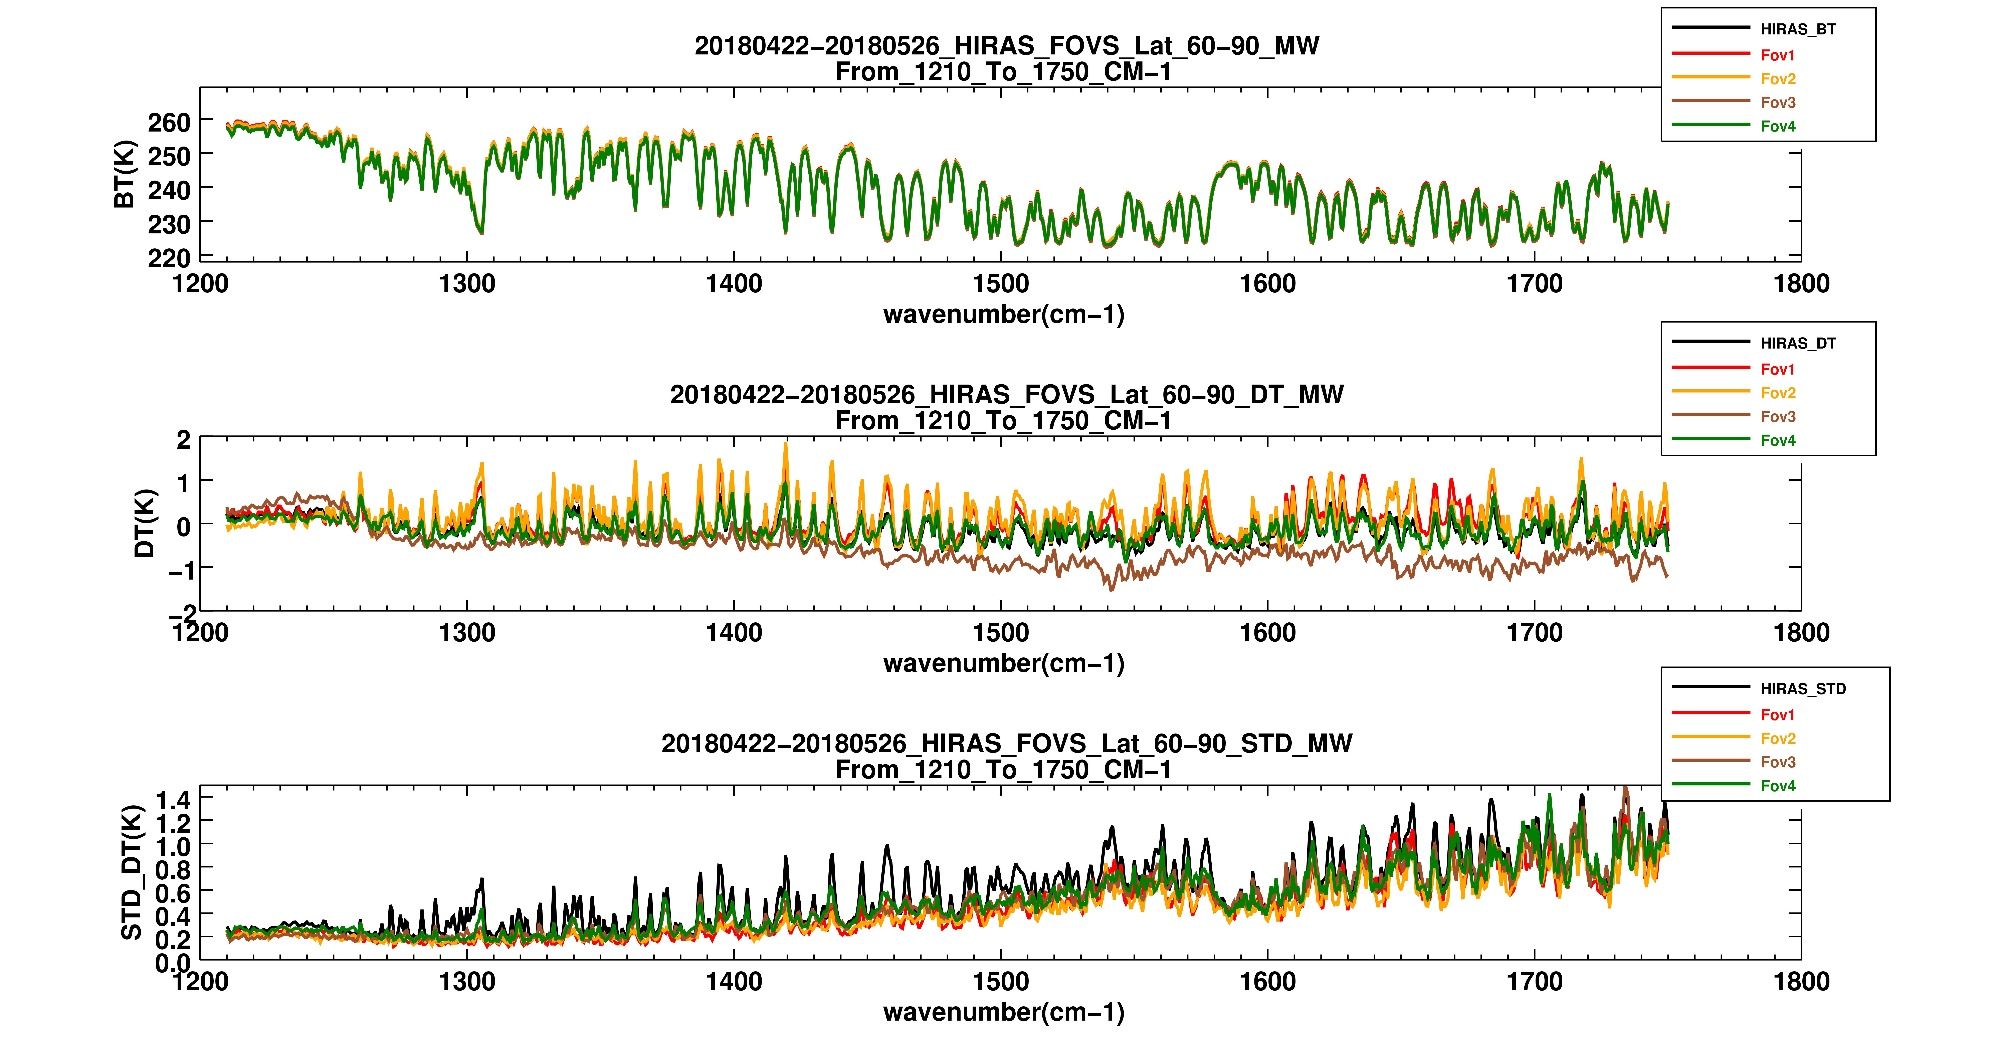 20180422−20180526_HIRAS_FOVS_Lat_60−90_MW
From_1210_To_1750_CM−1
HIRAS_BT
Fov1
Fov2
Fov3
Fov4
BT(K)
260
250
240
230
220
1200 1300 1400 1500 1600 1700 1800
wavenumber(cm−1)
20180422−20180526_HIRAS_FOVS_Lat_60−90_DT_MW
From_1210_To_1750_CM−1
HIRAS_DT
Fov1
Fov2
Fov3
Fov4
DT(K)
2
1
0
−1
−2
1200 1300 1400 1500 1600 1700 1800
wavenumber(cm−1)
20180422−20180526_HIRAS_FOVS_Lat_60−90_STD_MW
From_1210_To_1750_CM−1
HIRAS_STD
Fov1
Fov2
Fov3
Fov4
STD_DT(K)
1.4
1.2
1.0
0.8
0.6
0.4
0.2
0.0
1200 1300 1400 1500 1600 1700 1800
wavenumber(cm−1)